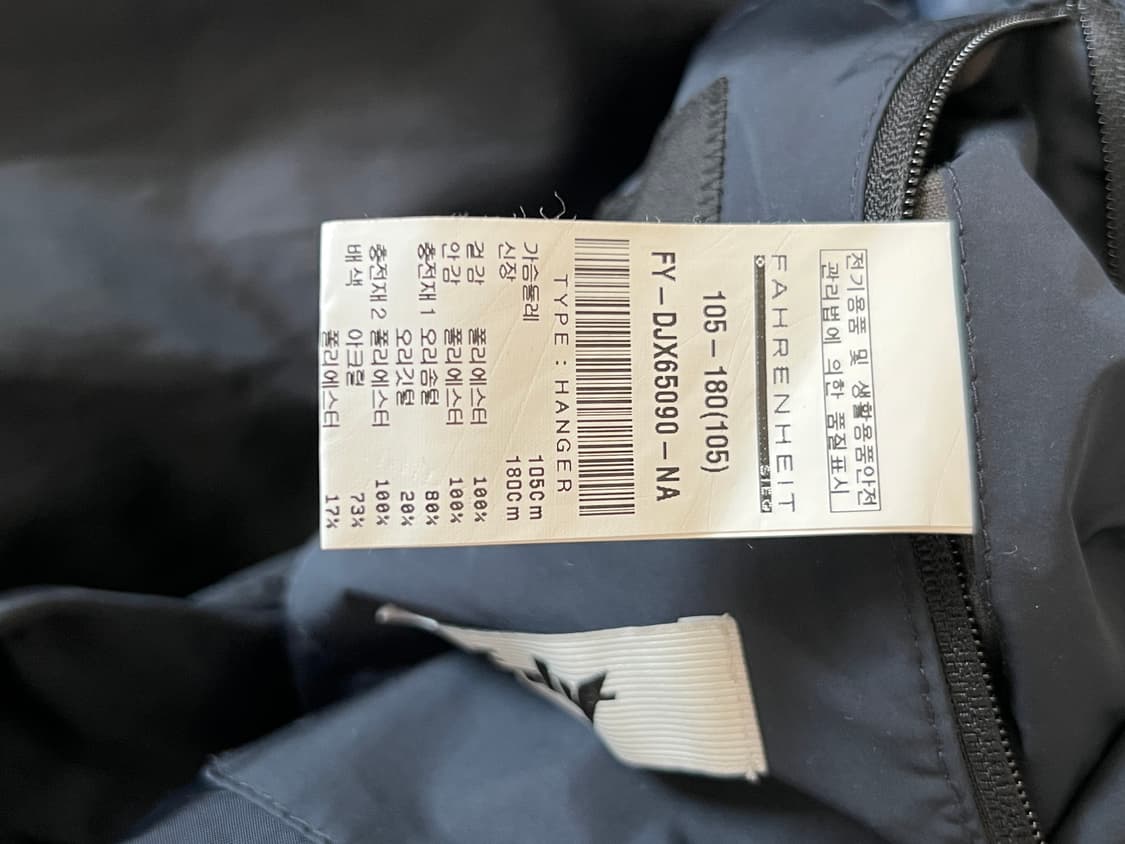 전기용품 및 생활용품안전
관리법에 의한 품질표시
FAHRENHEIT
105-180(105)
FY-DJX65090-NA
TYPE : HANGER
가슴둘레 105Cm
신장 180Cm
겉감 폴리에스터 100%
안감 폴리에스터 100%
충전재1 오리솜털 80%
오리깃털 20%
충전재2 폴리에스터 100%
배색 아크릴 73%
폴리에스터 17%